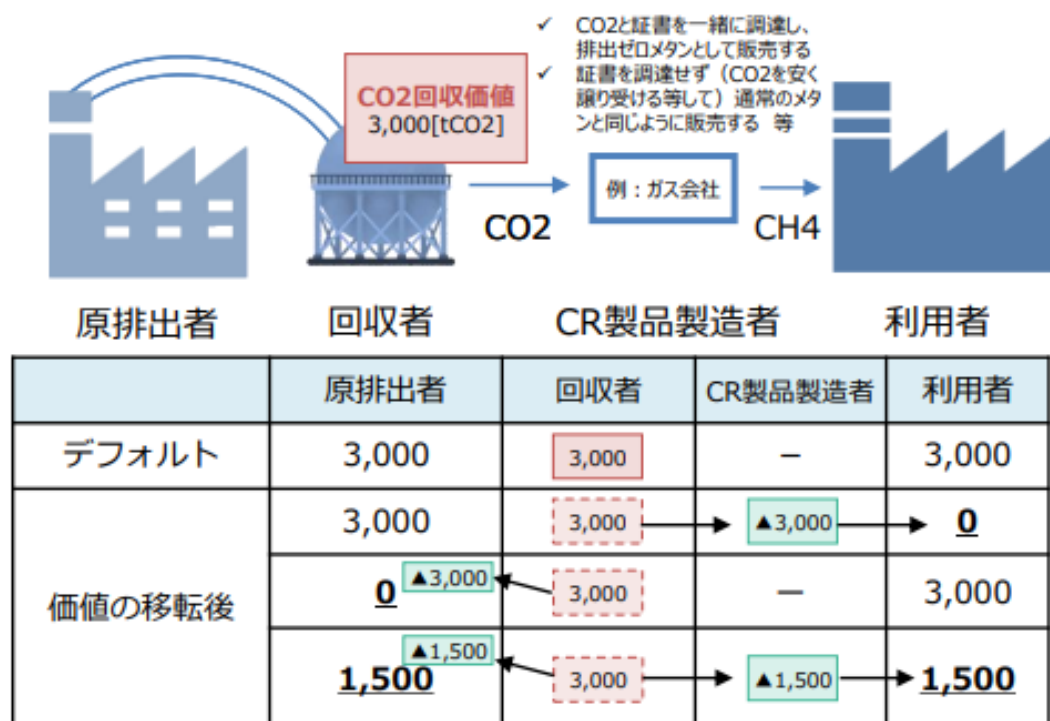 ✓ CO2と証書を一緒に調達し、
排出ゼロメタンとして販売する
✓ 証書を調達せず（CO2を安く
譲り受ける等して）通常のメタ
ンと同じように販売する 等
CO2回収価値
3,000[tCO2]
例：ガス会社
CO2
CH4
原排出者
回収者
CR製品製造者
利用者
原排出者 回収者 CR製品製造者 利用者
デフォルト 3,000 3,000 － 3,000
価値の移転後
3,000 3,000 ▲3,000 0
0 ▲3,000 3,000 － 3,000
1,500 ▲1,500 3,000 ▲1,500 1,500